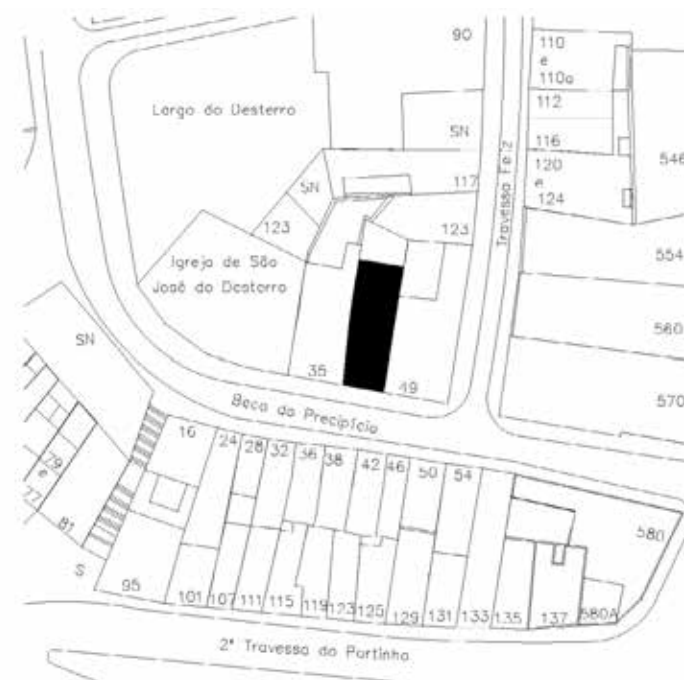 90
110
e
110a
112
Largo do Desterro
SN
116
546
SN
117
120
e
124
123
123
Travessa Feliz
Igreja de São
José do Desterro
554
560
SN
35
49
570
Beco do Precipício
16
24
28
32
36
38
42
46
50
54
79
e
77
81
580
S
95
101
107
111
115
119
123
125
129
131
133
135
137
580A
2ª Travessa do Portinho